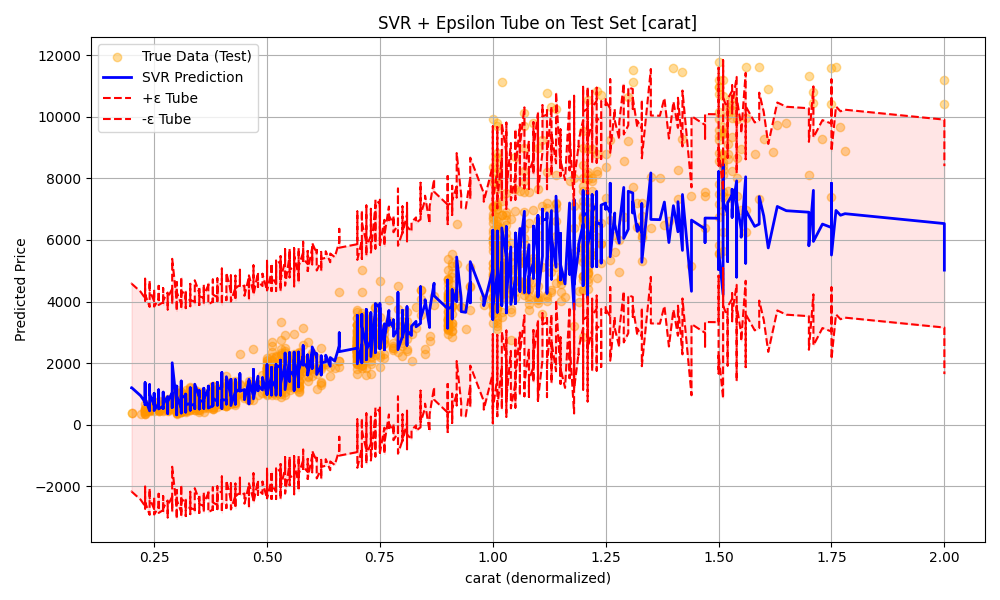 SVR + Epsilon Tube on Test Set [carat]
True Data (Test)
SVR Prediction
+ε Tube
-ε Tube
12000
10000
8000
6000
4000
2000
0
−2000
Predicted Price
0.25 0.50 0.75 1.00 1.25 1.50 1.75 2.00
carat (denormalized)